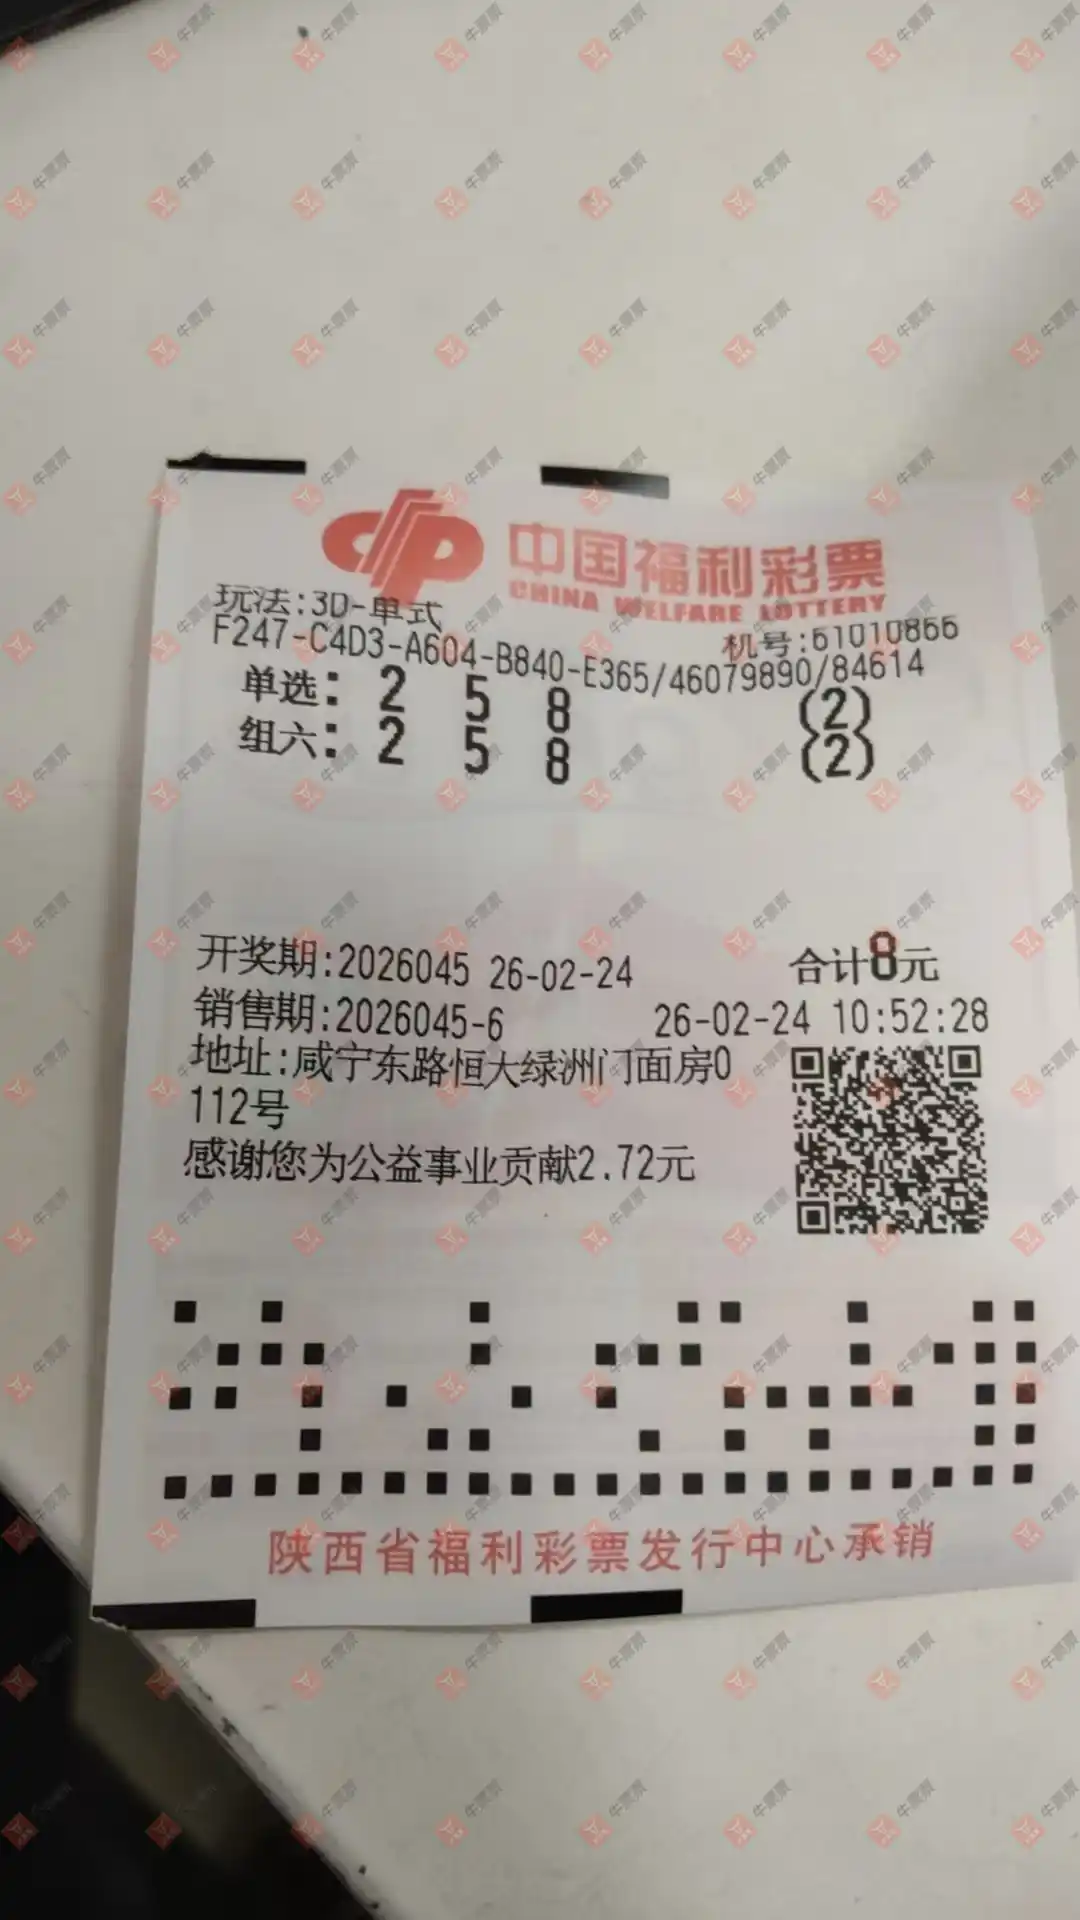 中国福利彩票
CHINA WELFARE LOTTERY
玩法:3D-单式
机号:61010866
F247-C4D3-A604-B840-E365/46079890/84614
单选: 2 5 8 (2)
组六: 2 5 8 (2)
开奖期:2026045 26-02-24 合计8元
销售期:2026045-6 26-02-24 10:52:28
地址:咸宁东路恒大绿洲门面房0
112号
感谢您为公益事业贡献2.72元
陕西省福利彩票发行中心承销
牛票票